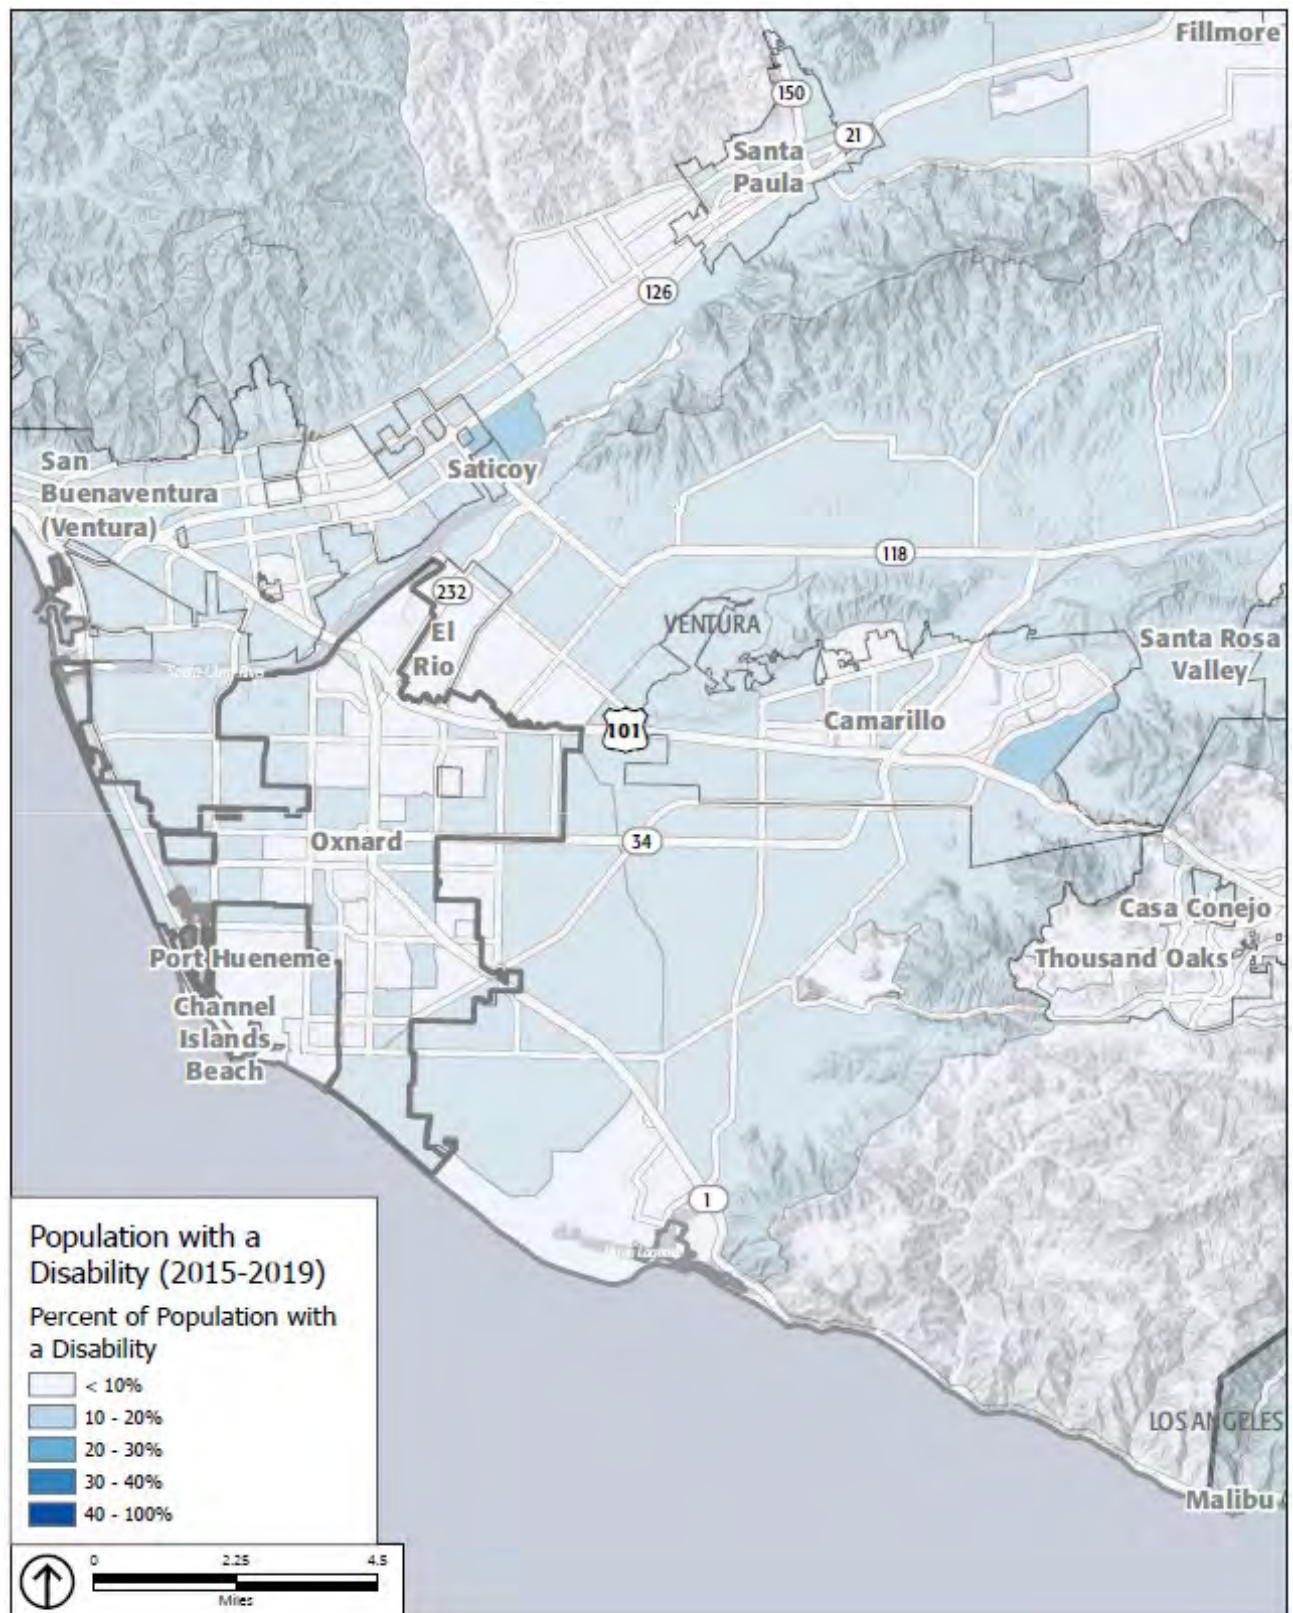 Fillmore
150
21
Santa
Paula
126
San
Buenaventura
(Ventura)
Saticoy
118
232
El
Rio
VENTURA
Santa Rosa
Valley
Camarillo
101
Oxnard
34
Casa Conejo
Thousand Oaks
Port Hueneme
Channel
Islands
Beach
1
LOS ANGELES
Malibu
Population with a
Disability (2015-2019)
Percent of Population with
a Disability
< 10%
10 - 20%
20 - 30%
30 - 40%
40 - 100%
0 2.25 4.5
Miles